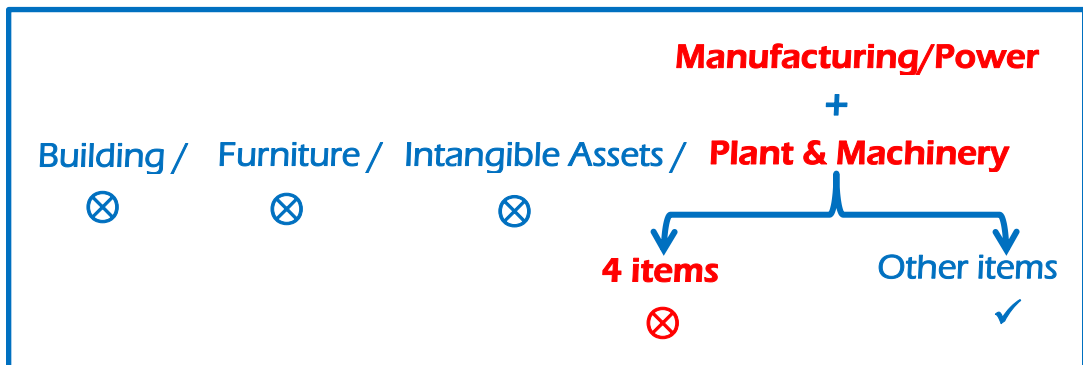 Manufacturing/Power
+
Building / Furniture / Intangible Assets / Plant & Machinery
4 items Other items